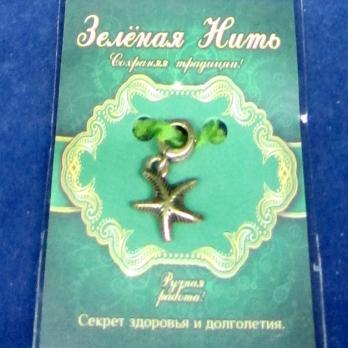 Зелёная Нить
Сохраняя традиции!
Ручная
работа!
Секрет здоровья и долголетия.